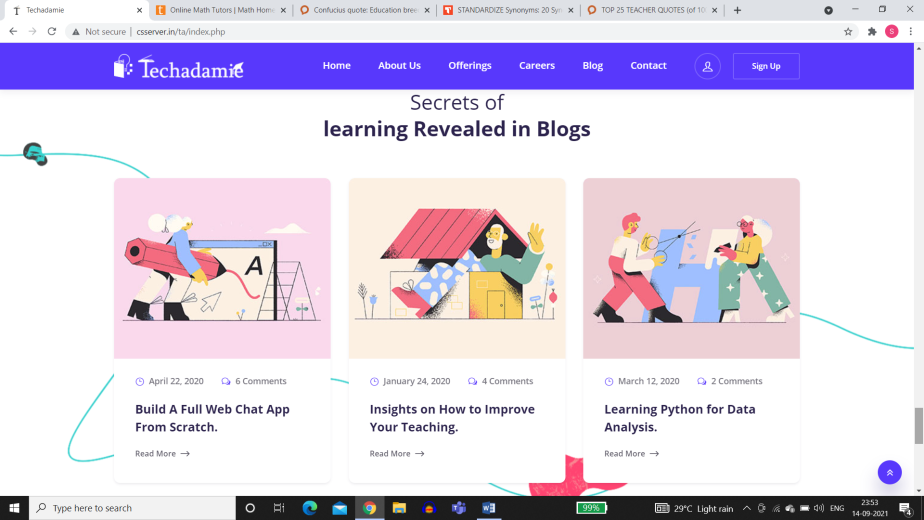 Techadamie
Online Math Tutors | Math Home
Confucius quote: Education bree
STANDARDIZE Synonyms: 20 Syn
TOP 25 TEACHER QUOTES (of 10
Not secure
csserver.in/ta/index.php
S
Techadamie
Home
About Us
Offerings
Careers
Blog
Contact
Sign Up
Secrets of
learning Revealed in Blogs
A
April 22, 2020
6 Comments
Build A Full Web Chat App
From Scratch.
Read More
January 24, 2020
4 Comments
Insights on How to Improve
Your Teaching.
Read More
March 12, 2020
2 Comments
Learning Python for Data
Analysis.
Read More
Type here to search
99%
29°C Light rain
ENG
23:53
14-09-2021
4